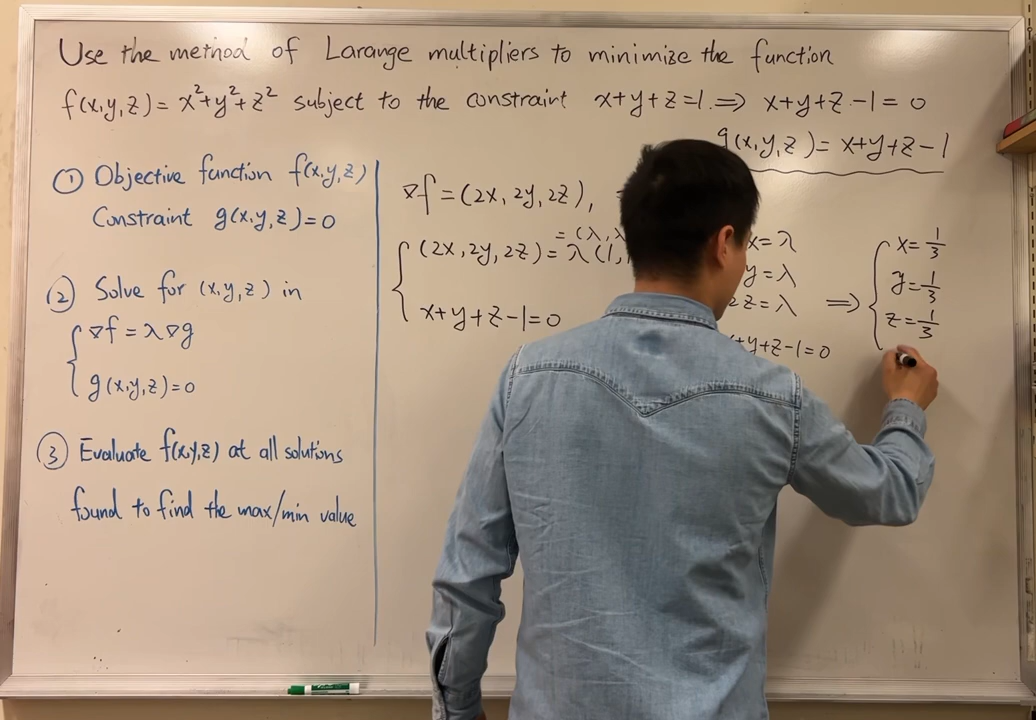 Use the method of Larange multipliers to minimize the function
f(x,y,z) = x²+y²+z² subject to the constraint x+y+z=1. ⇒ x+y+z-1=0
g(x,y,z) = x+y+z-1
① Objective function f(x,y,z)
Constraint g(x,y,z)=0
② Solve for (x,y,z) in
∇f = λ∇g
g(x,y,z)=0
③ Evaluate f(x,y,z) at all solutions
found to find the max/min value
∇f = (2x, 2y, 2z),
= (λ, λ
(2x, 2y, 2z) = λ(1,
x+y+z-1=0
x=λ
y=λ
2z=λ
+y+z-1=0
⇒
x=1/3
y=1/3
z=1/3